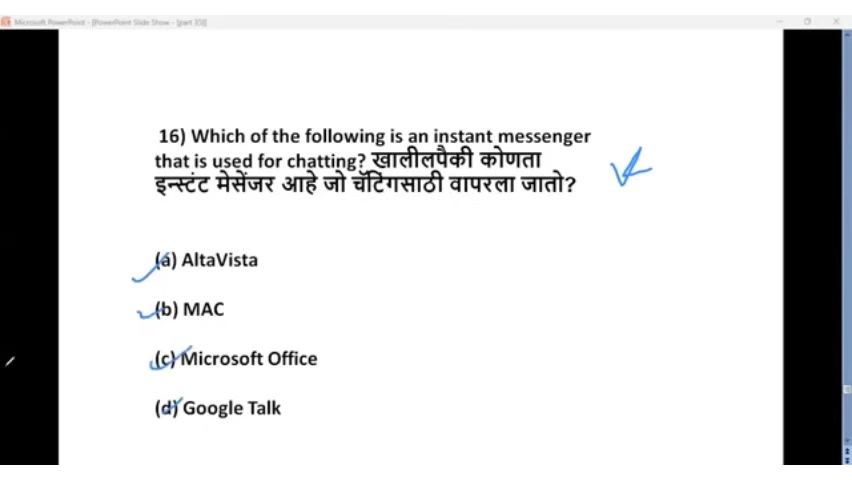 Microsoft PowerPoint - [PowerPoint Slide Show - [part 35]]
16) Which of the following is an instant messenger
that is used for chatting? खालीलपैकी कोणता
इन्स्टंट मेसेंजर आहे जो चॅटिंगसाठी वापरला जातो?
(a) AltaVista
(b) MAC
(c) Microsoft Office
(d) Google Talk